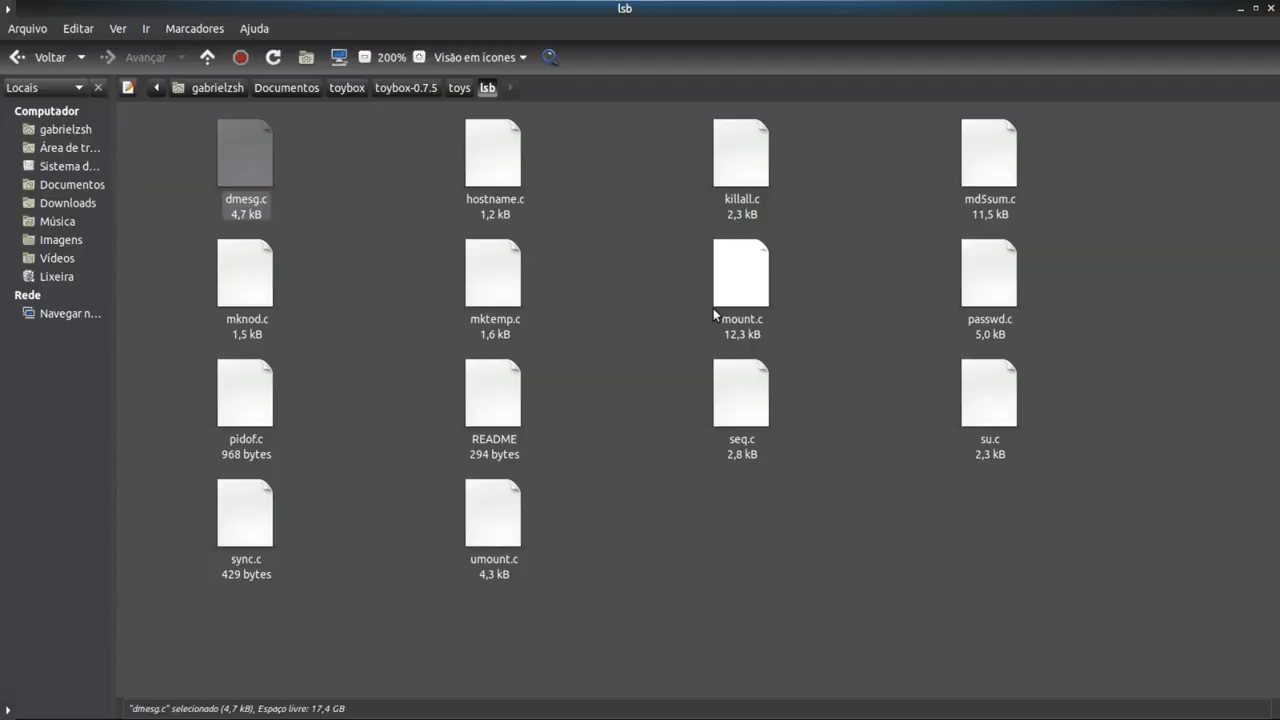 lsb
Arquivo Editar Ver Ir Marcadores Ajuda
Voltar Avançar 200% Visão em ícones
Locais gabrielzsh Documentos toybox toybox-0.7.5 toys lsb
Computador
gabrielzsh
Área de tr...
Sistema d...
Documentos
Downloads
Música
Imagens
Vídeos
Lixeira
Rede
Navegar n...
dmesg.c hostname.c killall.c md5sum.c
4,7 kB 1,2 kB 2,3 kB 11,5 kB
mknod.c mktemp.c mount.c passwd.c
1,5 kB 1,6 kB 12,3 kB 5,0 kB
pidof.c README seq.c su.c
968 bytes 294 bytes 2,8 kB 2,3 kB
sync.c umount.c
429 bytes 4,3 kB
"dmesg.c" selecionado (4,7 kB), Espaço livre: 17,4 GB